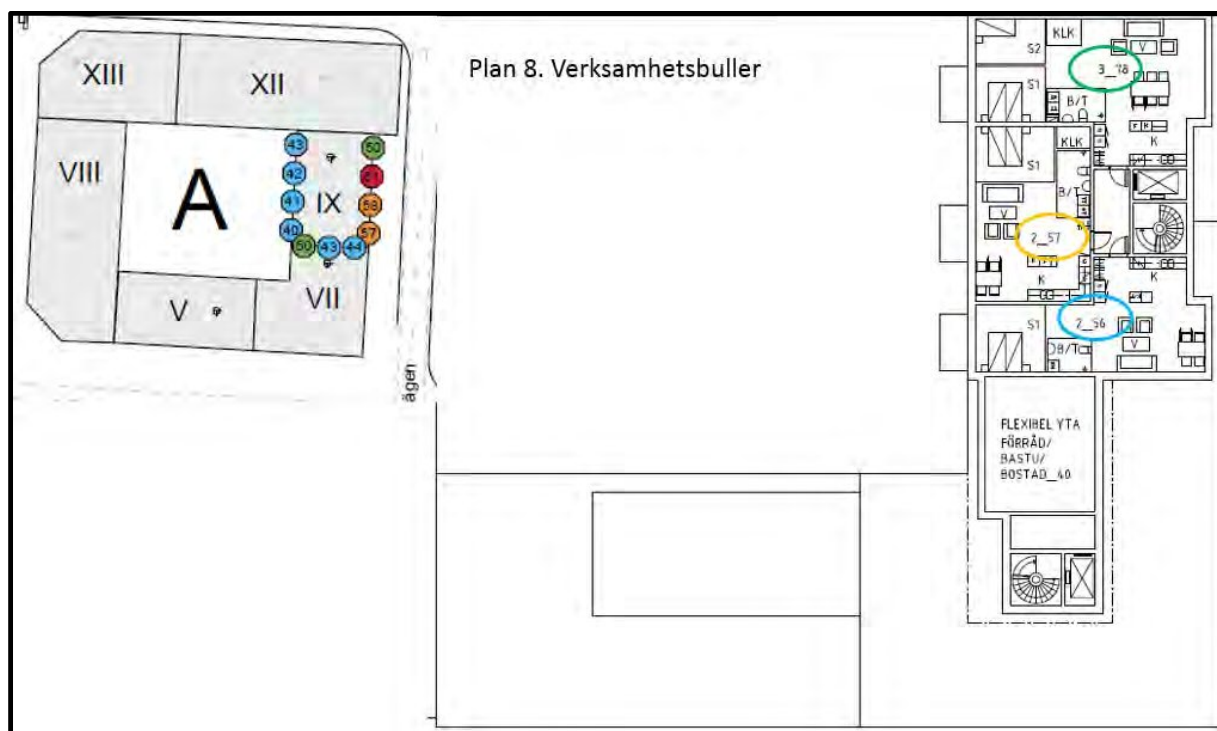 Plan 8. Verksamhetsbuller
XIII
XII
VIII
A
IX
V
VII
43
42
41
40
50
43
44
50
61
58
57
ägen
KLK
S2
V
3_78
S1
B/T
K
KLK
S1
B/T
V
2_57
K
K
2_56
S1
B/T
V
FLEXIBEL YTA
FÖRRÅD/
BASTU/
BOSTAD_40